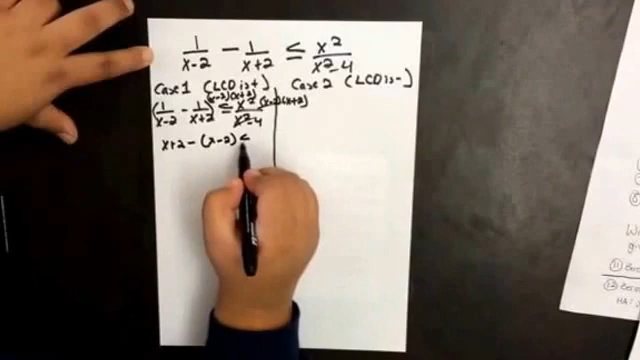 1/(x-2) - 1/(x+2) ≤ x²/(x²-4)
Case 1 (LCD is +) Case 2 (LCD is -)
(x-2)(x+2) (1/(x-2) - 1/(x+2)) ≤ x²/(x²-4) (x-2)(x+2)
x+2 - (x-2) ≤